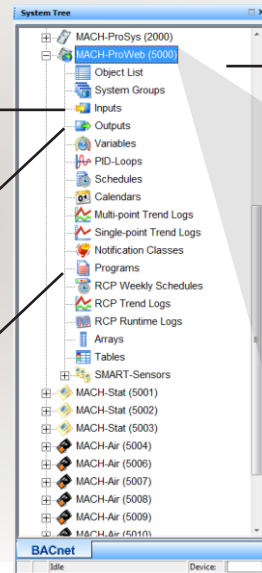 System Tree
MACH-ProSys (2000)
MACH-ProWeb (5000)
Object List
System Groups
Inputs
Outputs
Variables
PID-Loops
Schedules
Calendars
Multi-point Trend Logs
Single-point Trend Logs
Notification Classes
Programs
RCP Weekly Schedules
RCP Trend Logs
RCP Runtime Logs
Arrays
Tables
SMART-Sensors
MACH-Stat (5001)
MACH-Stat (5002)
MACH-Stat (5003)
MACH-Air (5004)
MACH-Air (5006)
MACH-Air (5007)
MACH-Air (5008)
MACH-Air (5009)
MACH-Air (5010)
BACnet
Idle Device: